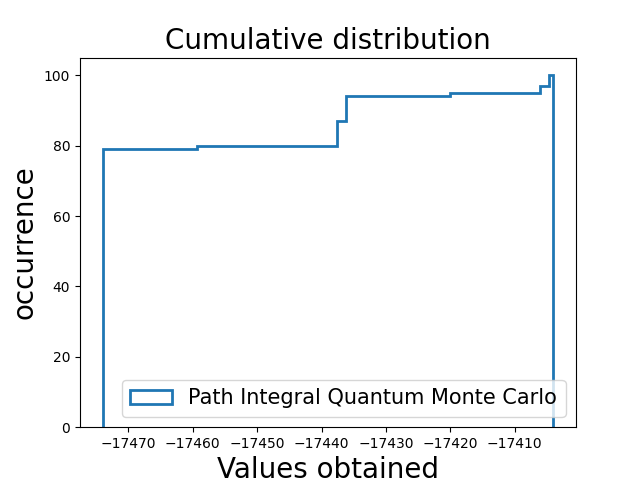 Cumulative distribution
100
80
60
40
20
0
occurrence
Path Integral Quantum Monte Carlo
−17470 −17460 −17450 −17440 −17430 −17420 −17410
Values obtained